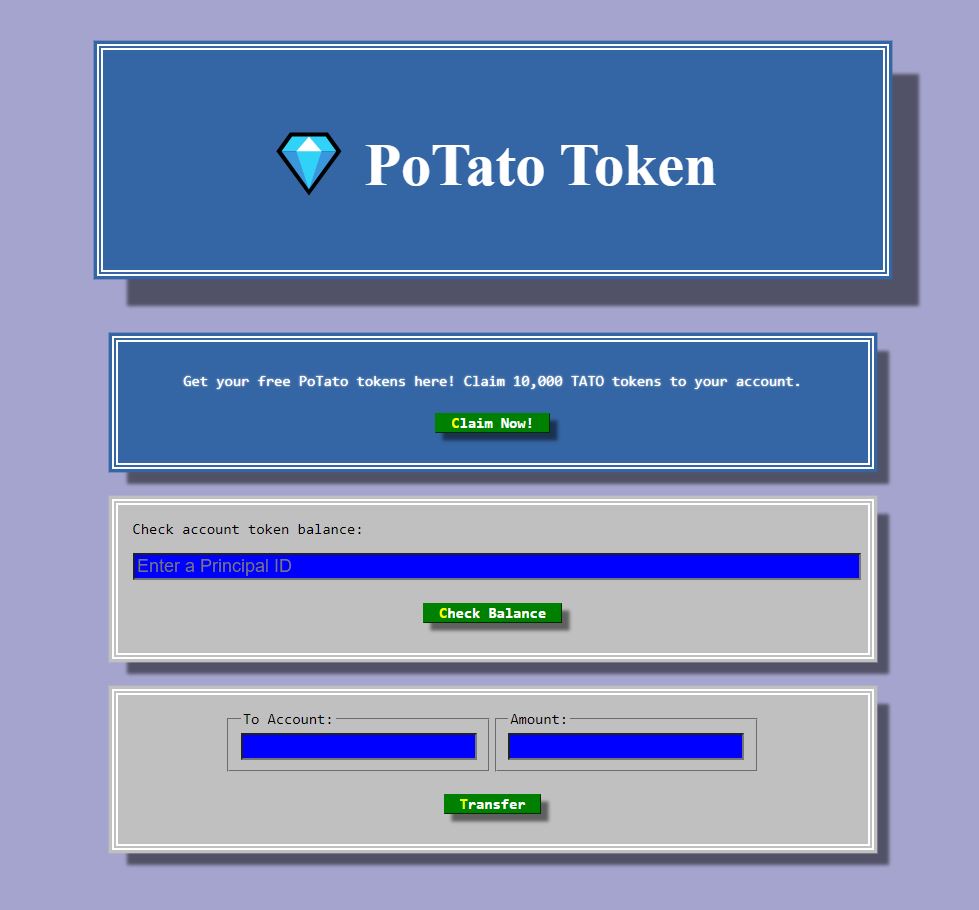 PoTato Token
Get your free PoTato tokens here! Claim 10,000 TATO tokens to your account.
Claim Now!
Check account token balance:
Enter a Principal ID
Check Balance
To Account: Amount:
Transfer